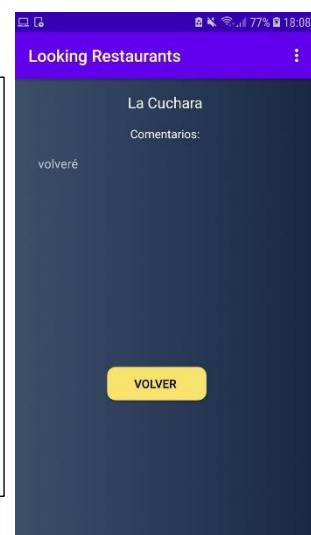 77% 18:08
Looking Restaurants
La Cuchara
Comentarios:
volveré
VOLVER